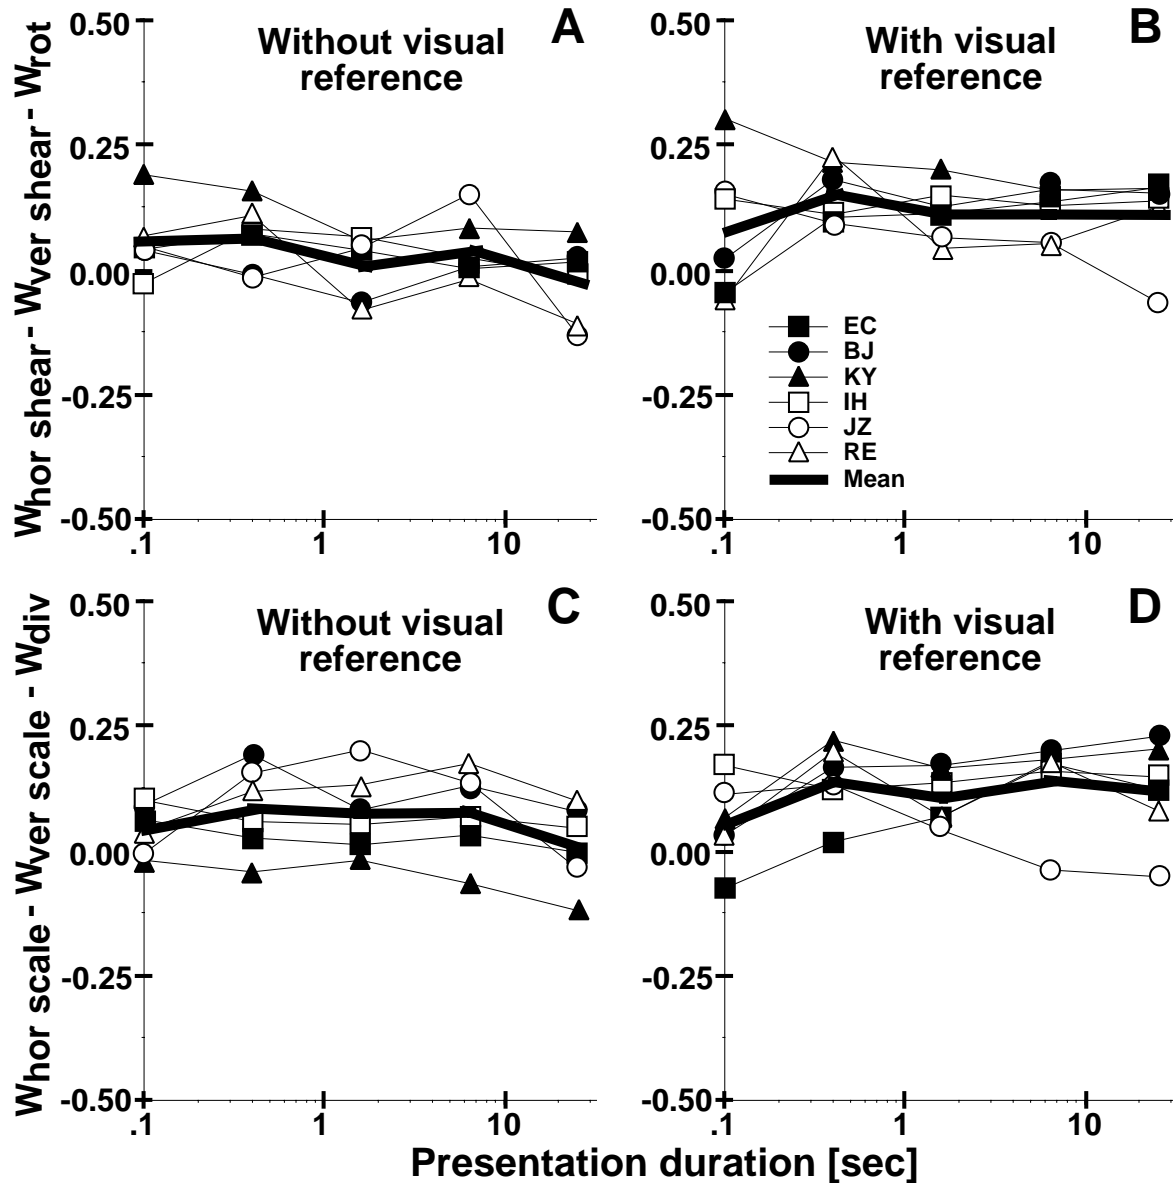 A
Without visual
reference
Whor shear - Wver shear - Wrot
0.50
0.25
0.00
-0.25
-0.50
.1
1
10
B
With visual
reference
0.50
0.25
0.00
-0.25
-0.50
.1
1
10
EC
BJ
KY
IH
JZ
RE
Mean
C
Without visual
reference
Whor scale - Wver scale - Wdiv
0.50
0.25
0.00
-0.25
-0.50
.1
1
10
D
With visual
reference
0.50
0.25
0.00
-0.25
-0.50
.1
1
10
Presentation duration [sec]